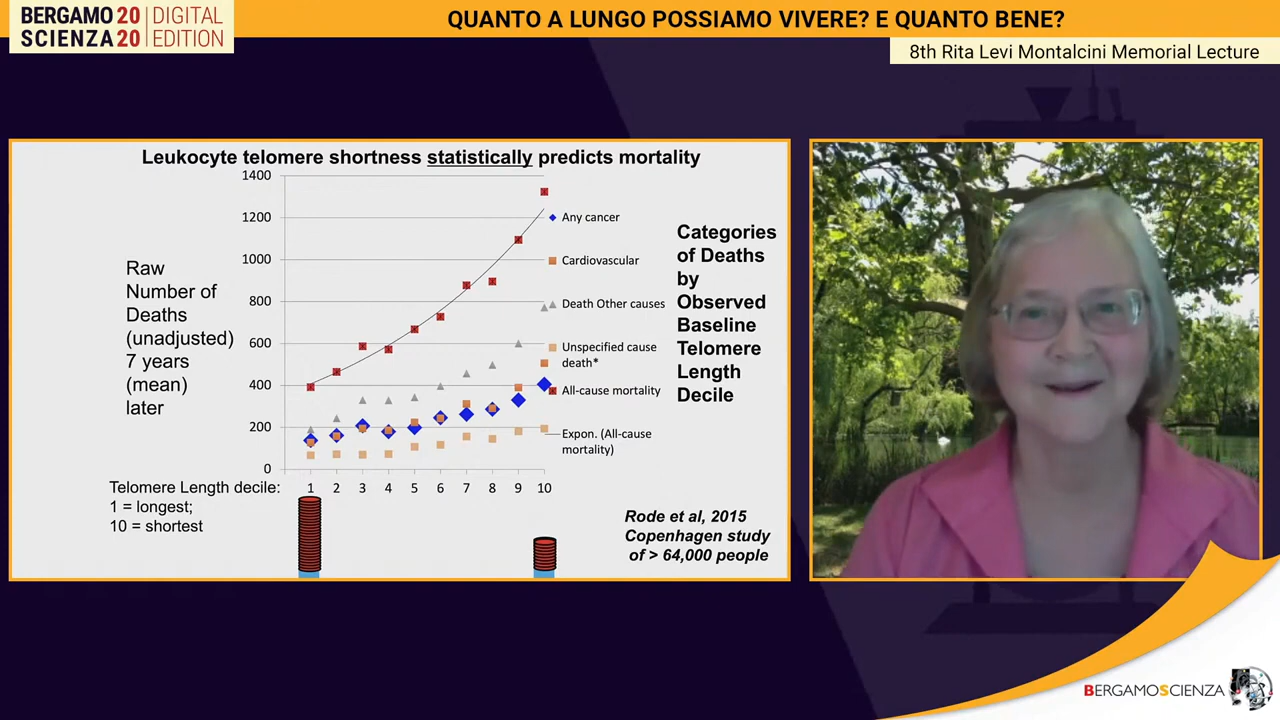 BERGAMO 20 DIGITAL
SCIENZA 20 EDITION
QUANTO A LUNGO POSSIAMO VIVERE? E QUANTO BENE?
8th Rita Levi Montalcini Memorial Lecture
Leukocyte telomere shortness statistically predicts mortality
1400
1200
1000
800
600
400
200
0
Raw
Number of
Deaths
(unadjusted)
7 years
(mean)
later
Any cancer
Cardiovascular
Death Other causes
Unspecified cause
death*
All-cause mortality
Expon. (All-cause
mortality)
Categories
of Deaths
by
Observed
Baseline
Telomere
Length
Decile
Telomere Length decile: 1 2 3 4 5 6 7 8 9 10
1 = longest;
10 = shortest
Rode et al, 2015
Copenhagen study
of > 64,000 people
BERGAMOSCIENZA